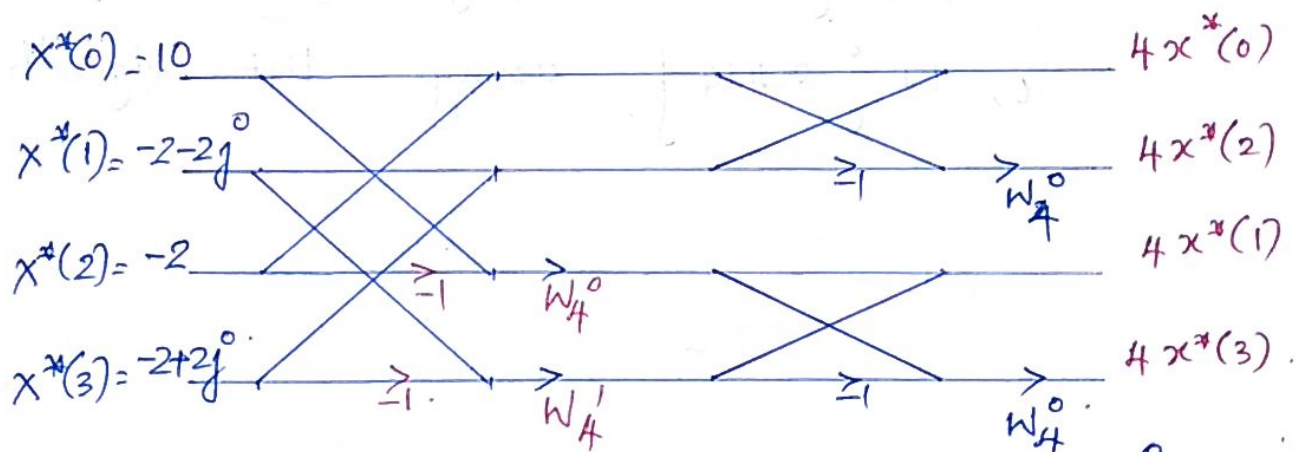 X*(0) = 10
4x*(0)
X*(1) = -2-2j
4x*(2)
-1
W4^0
X*(2) = -2
4x*(1)
-1
W4^0
X*(3) = -2+2j
4x*(3).
-1.
W4^1
-1
W4^0.